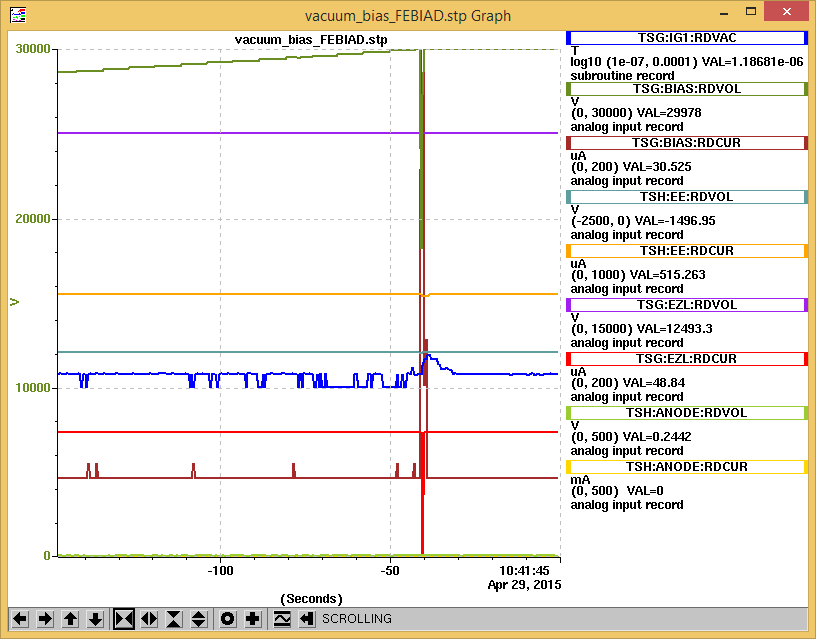 vacuum_bias_FEBIAD.stp Graph
vacuum_bias_FEBIAD.stp
30000
20000
V
10000
0
-100
-50
10:41:45
Apr 29, 2015
(Seconds)
TSG:IG1:RDVAC
T
log10 (1e-07, 0.0001) VAL=1.18681e-06
subroutine record
TSG:BIAS:RDVOL
V
(0, 30000) VAL=29978
analog input record
TSG:BIAS:RDCUR
uA
(0, 200) VAL=30.525
analog input record
TSH:EE:RDVOL
V
(-2500, 0) VAL=-1496.95
analog input record
TSH:EE:RDCUR
uA
(0, 1000) VAL=515.263
analog input record
TSG:EZL:RDVOL
V
(0, 15000) VAL=12493.3
analog input record
TSG:EZL:RDCUR
uA
(0, 200) VAL=48.84
analog input record
TSH:ANODE:RDVOL
V
(0, 500) VAL=0.2442
analog input record
TSH:ANODE:RDCUR
mA
(0, 500)  VAL=0
analog input record
SCROLLING